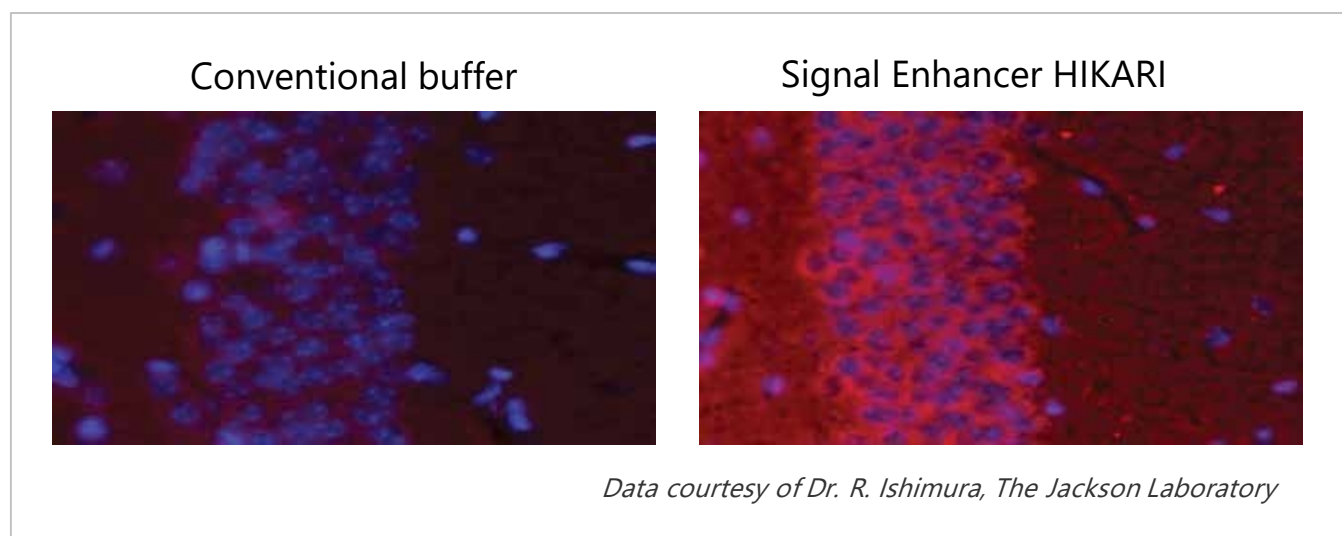 Conventional buffer
Signal Enhancer HIKARI
Data courtesy of Dr. R. Ishimura, The Jackson Laboratory